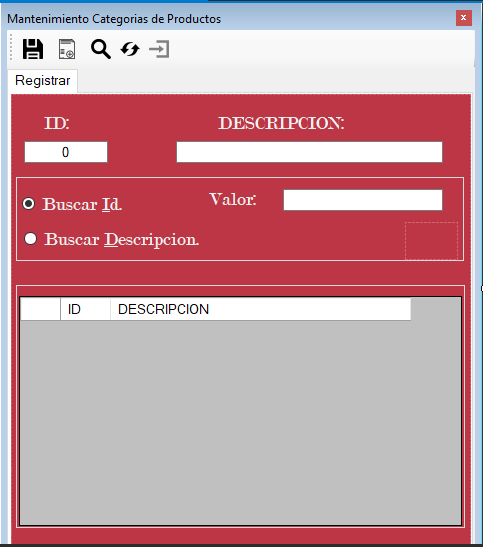 Mantenimiento Categorias de Productos
Registrar
ID: DESCRIPCION:
0
Buscar Id. Valor:
Buscar Descripcion.
ID DESCRIPCION